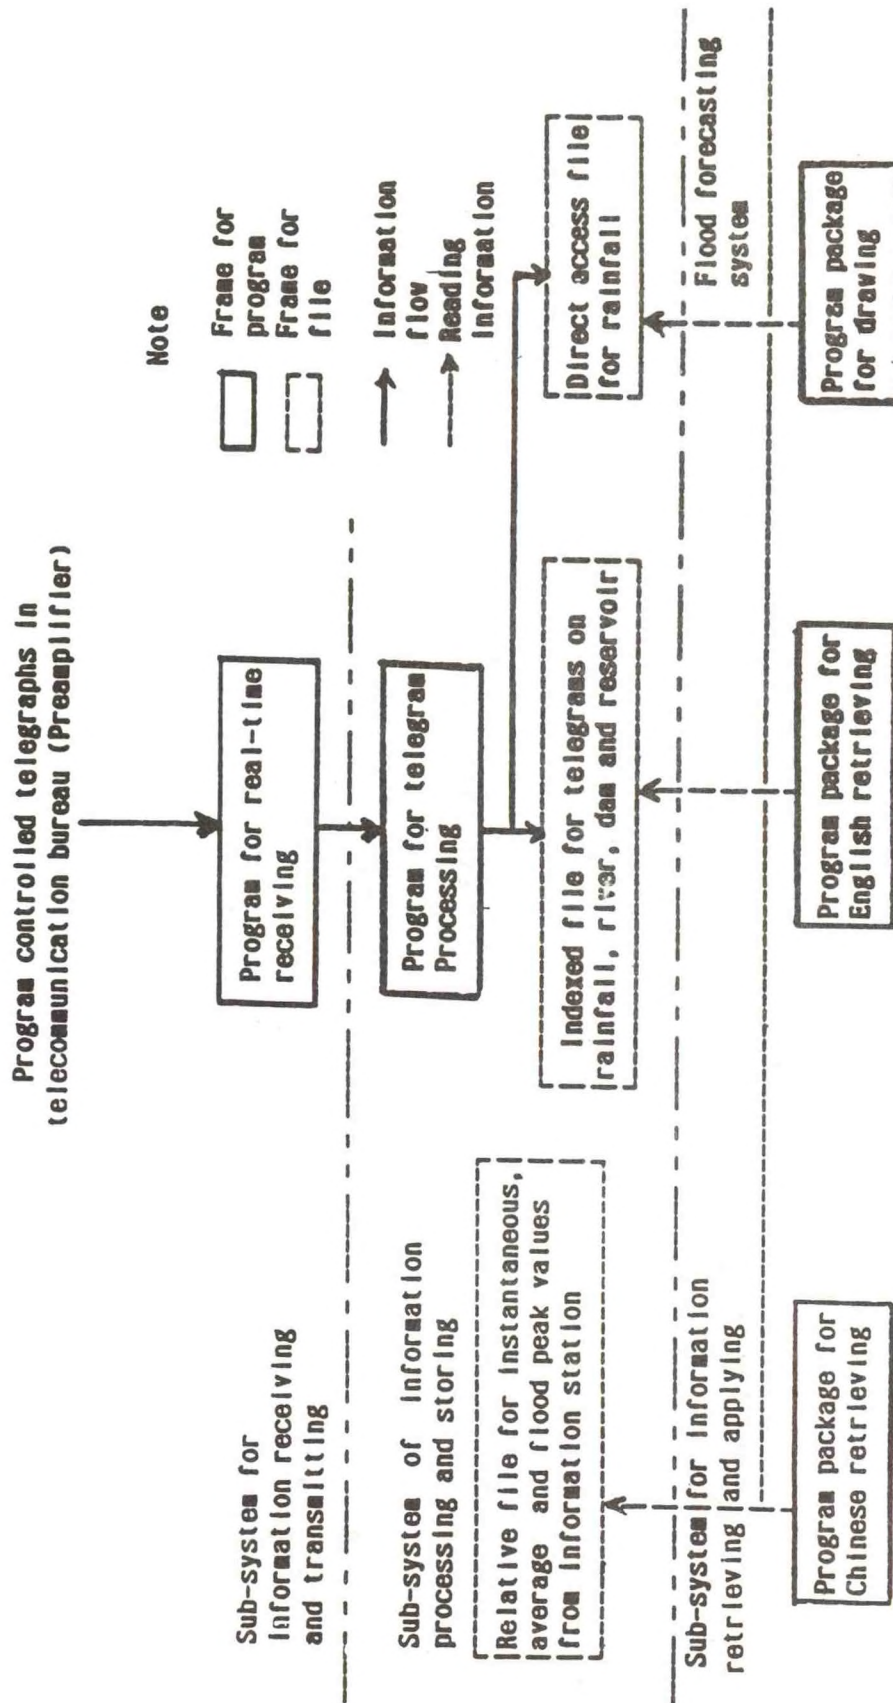 Program controlled telegraphs in
telecommunication bureau (Preamplifier)
Note
Frame for
program
Frame for
file
Information
flow
Reading
Information
Sub-system for
information receiving
and transmitting
Program for real-time
receiving
Sub-system of information
processing and storing
Program for telegram
Processing
Relative file for instantaneous,
average and flood peak values
from information station
Indexed file for telegrams on
rainfall, river, dam and reservoir
Direct access file
for rainfall
Sub-system for information
retrieving and applying
Flood forecasting
system
Program package for
Chinese retrieving
Program package for
English retrieving
Program package
for drawing